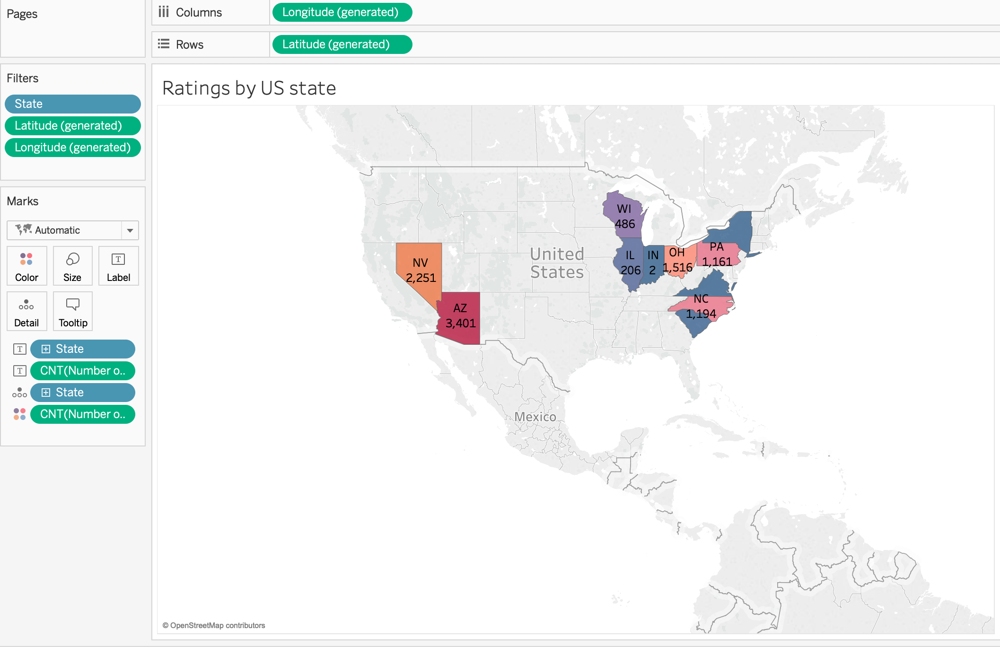 Pages
Columns
Longitude (generated)
Rows
Latitude (generated)
Filters
State
Latitude (generated)
Longitude (generated)
Marks
Automatic
Color
Size
T
Label
Detail
Tooltip
T
State
T
CNT(Number o..
State
CNT(Number o..
Ratings by US state
WI
486
United
States
NV
2,251
AZ
3,401
IL
206
IN
2
OH
1,516
PA
1,161
NC
1,194
Mexico
© OpenStreetMap contributors